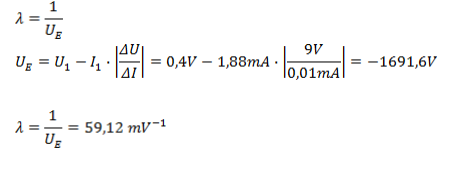 λ = 1/U_E
U_E = U_1 − I_1 · |ΔU/ΔI| = 0,4V − 1,88mA · |9V/0,01mA| = −1691,6V
λ = 1/U_E = 59,12 mV⁻¹